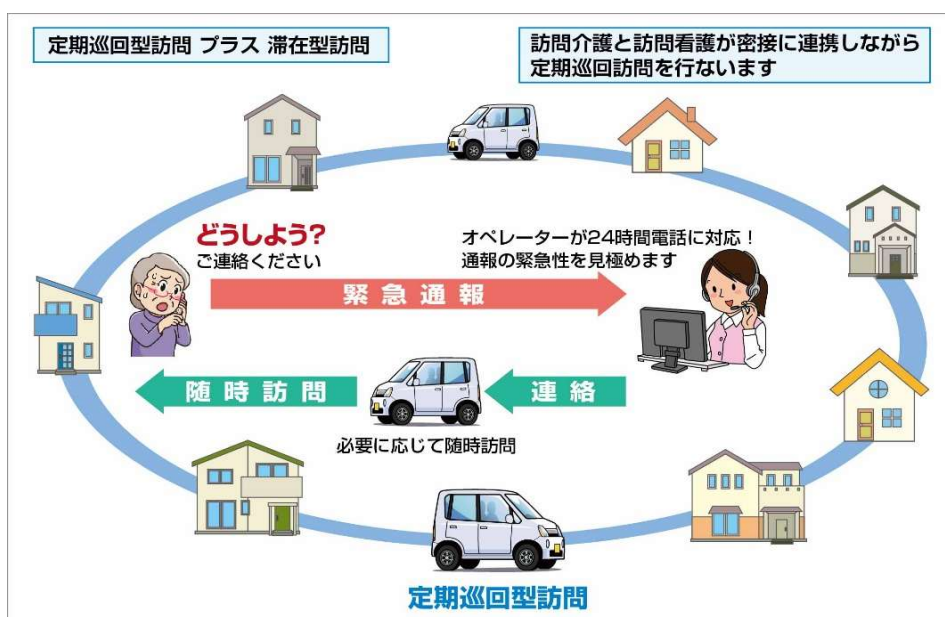 定期巡回型訪問 プラス 滞在型訪問
訪問介護と訪問看護が密接に連携しながら
定期巡回訪問を行ないます
どうしよう?
ご連絡ください
オペレーターが24時間電話に対応！
通報の緊急性を見極めます
緊急通報
随時訪問
連絡
必要に応じて随時訪問
定期巡回型訪問